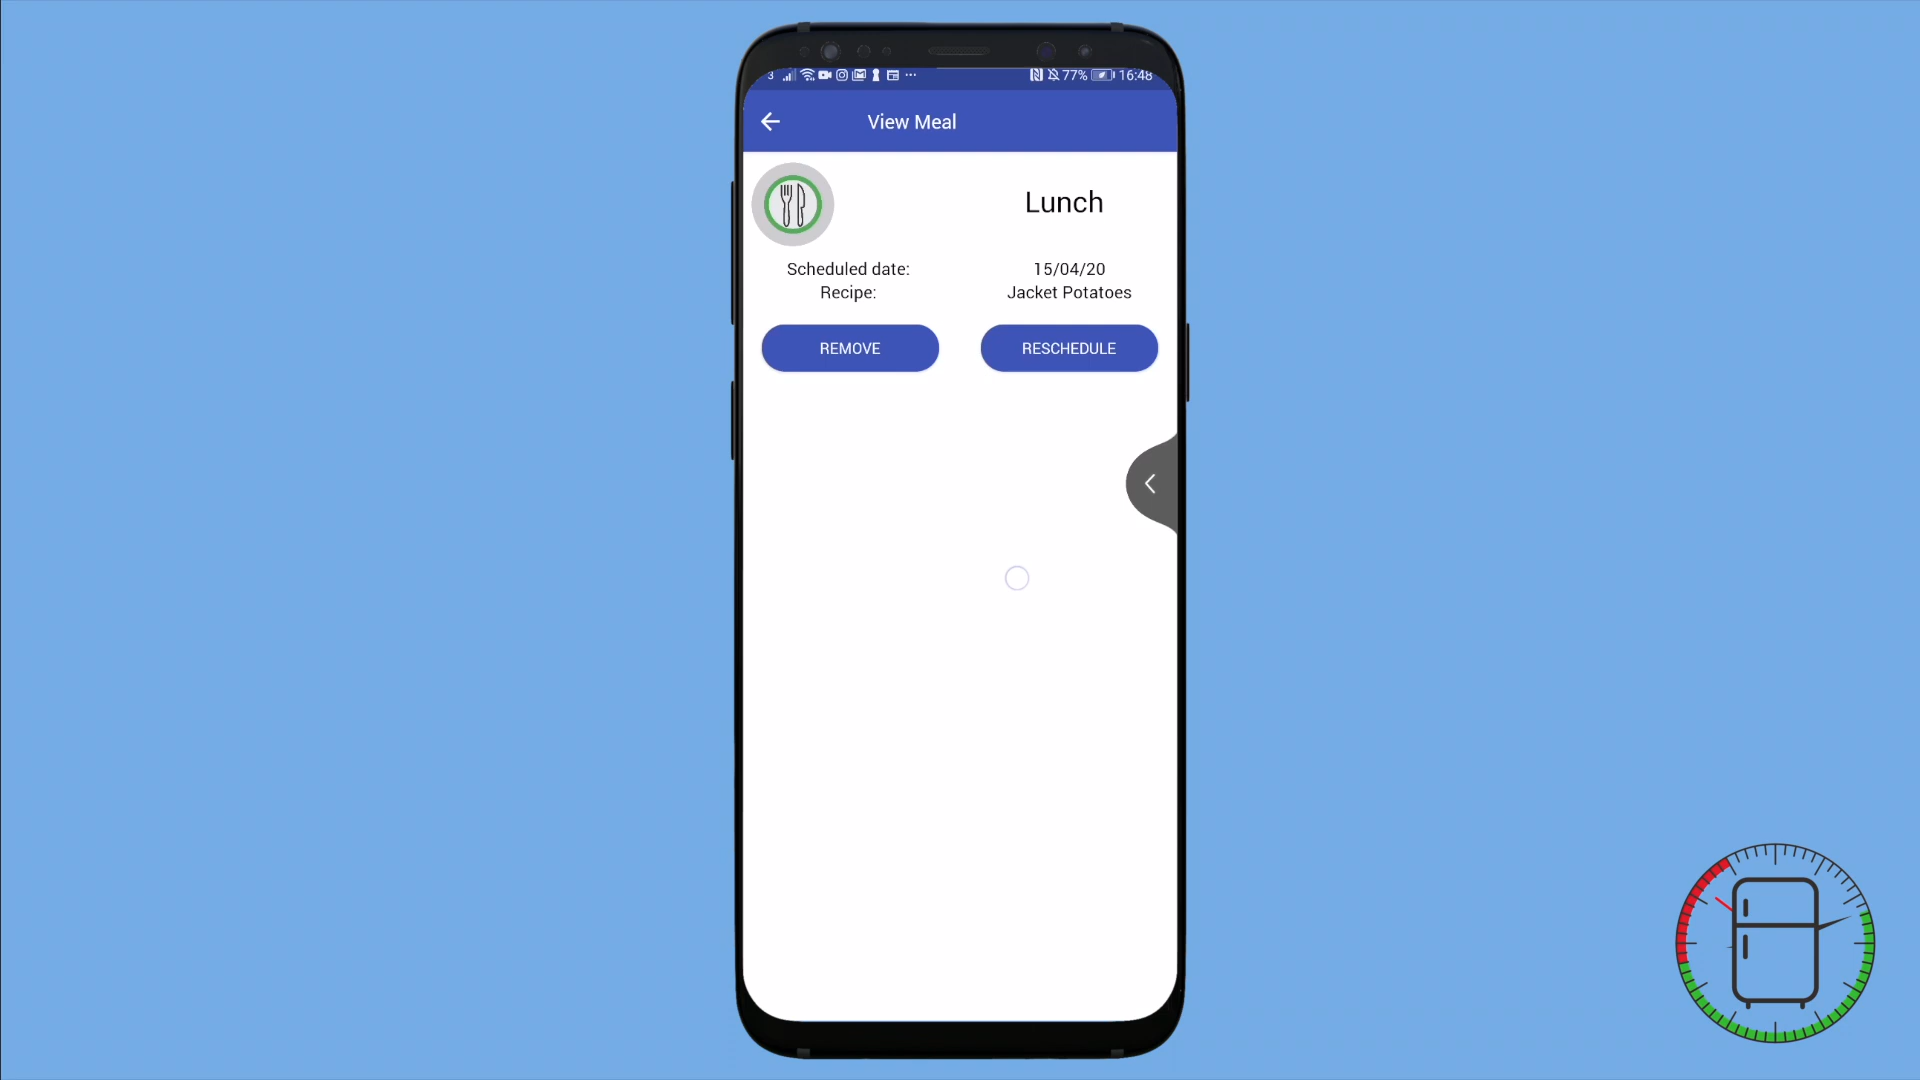 3 77% 16:48
View Meal
Lunch
Scheduled date: 15/04/20
Recipe: Jacket Potatoes
REMOVE RESCHEDULE